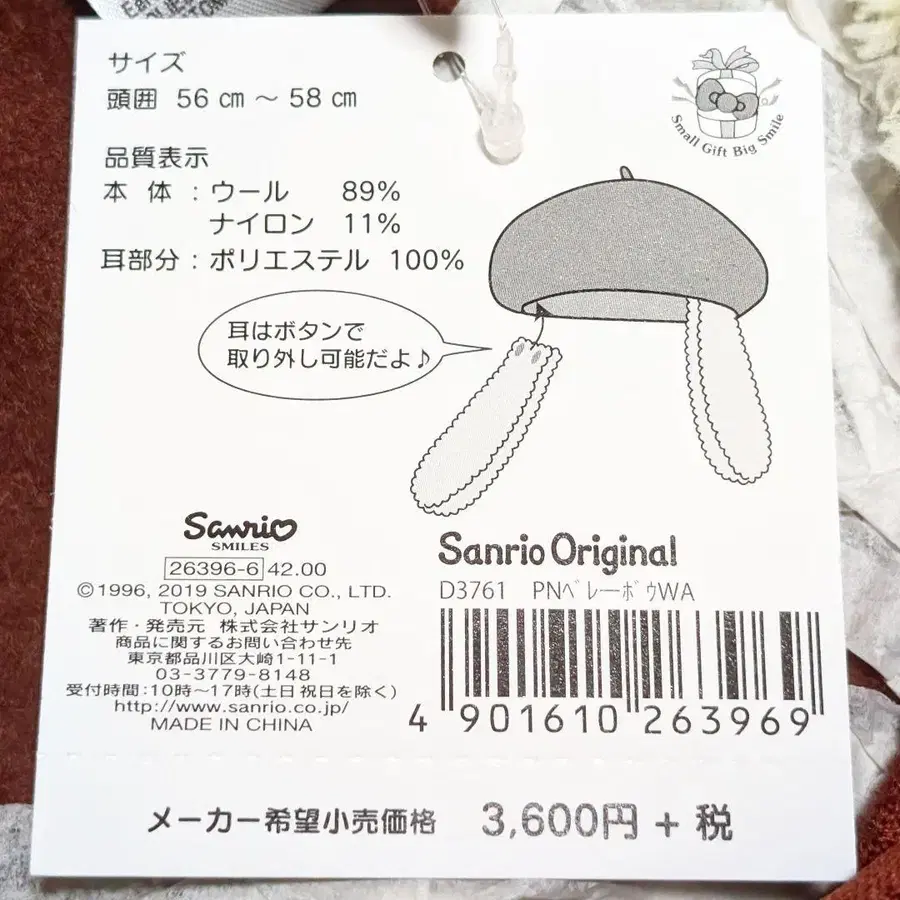 サイズ
頭囲 56㎝~58㎝
品質表示
本 体:ウール 89%
ナイロン 11%
耳部分:ポリエステル 100%
Small Gift Big Smile
耳はボタンで
取り外し可能だよ♪
Sanrio
SMILES
26396-6 42.00
©1996, 2019 SANRIO CO., LTD.
TOKYO, JAPAN
著作・発売元 株式会社サンリオ
商品に関するお問い合わせ先
東京都品川区大崎1-11-1
03-3779-8148
受付時間:10時~17時(土日祝日を除く)
http://www.sanrio.co.jp/
MADE IN CHINA
Sanrio Original
D3761 PNベレーボウWA
4 901610 263969
メーカー希望小売価格 3,600円 + 税